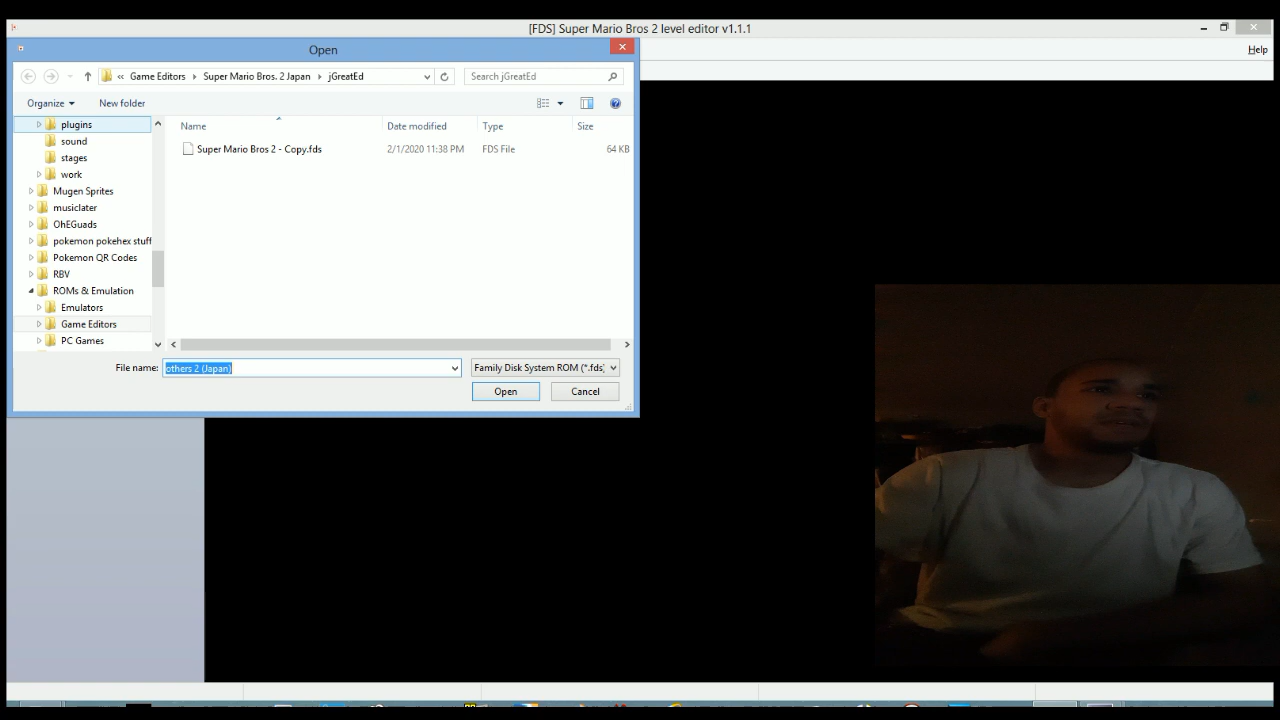 [FDS] Super Mario Bros 2 level editor v1.1.1
Open
Help
« Game Editors Super Mario Bros. 2 Japan jGreatEd
Search jGreatEd
Organize New folder
Name Date modified Type Size
plugins
Super Mario Bros 2 - Copy.fds 2/1/2020 11:38 PM FDS File 64 KB
sound
stages
work
Mugen Sprites
musiclater
OhEGuads
pokemon pokehex stuff
Pokemon QR Codes
RBV
ROMs & Emulation
Emulators
Game Editors
PC Games
File name: others 2 (Japan) Family Disk System ROM (*.fds)
Open Cancel